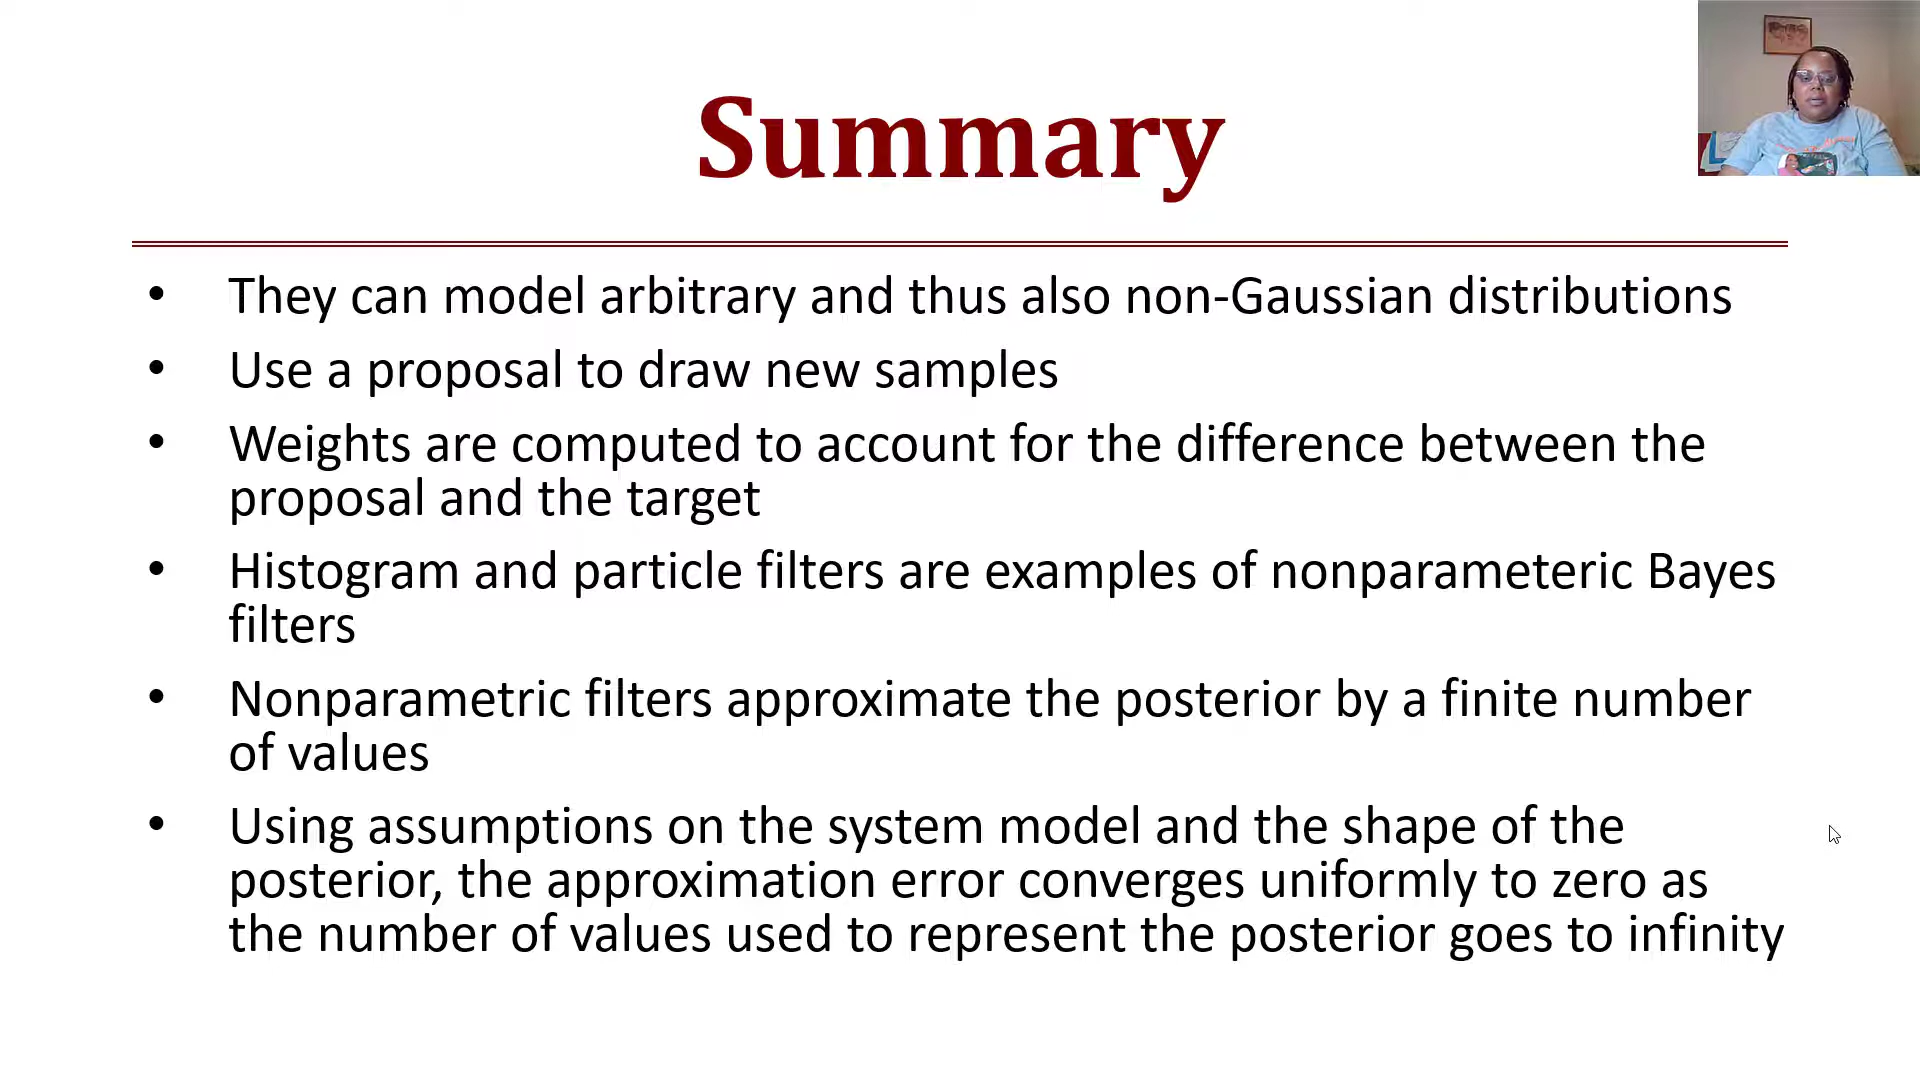 Summary
• They can model arbitrary and thus also non-Gaussian distributions
• Use a proposal to draw new samples
• Weights are computed to account for the difference between the
proposal and the target
• Histogram and particle filters are examples of nonparameteric Bayes
filters
• Nonparametric filters approximate the posterior by a finite number
of values
• Using assumptions on the system model and the shape of the
posterior, the approximation error converges uniformly to zero as
the number of values used to represent the posterior goes to infinity